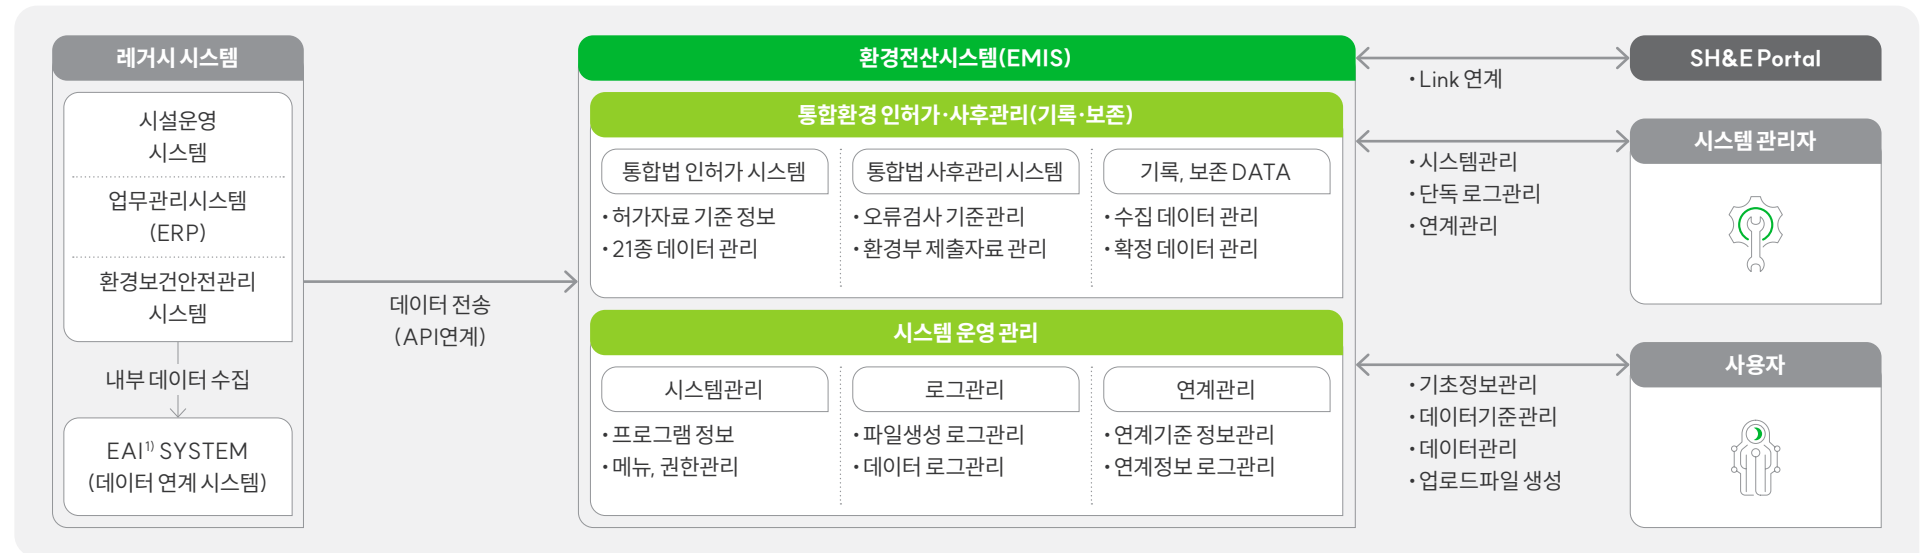 레거시 시스템
시설운영
시스템
업무관리시스템
(ERP)
환경보건안전관리
시스템
내부 데이터 수집
EAI¹⁾ SYSTEM
(데이터 연계 시스템)
데이터 전송
(API연계)
환경전산시스템(EMIS)
통합환경 인허가·사후관리(기록·보존)
통합법 인허가 시스템
·허가자료 기준 정보
·21종 데이터 관리
통합법 사후관리 시스템
·오류검사 기준관리
·환경부 제출자료 관리
기록, 보존 DATA
·수집 데이터 관리
·확정 데이터 관리
시스템 운영 관리
시스템관리
·프로그램 정보
·메뉴, 권한관리
로그관리
·파일생성 로그관리
·데이터 로그관리
연계관리
·연계기준 정보관리
·연계정보 로그관리
·Link 연계
SH&E Portal
·시스템관리
·단독 로그관리
·연계관리
시스템 관리자
·기초정보관리
·데이터기준관리
·데이터관리
·업로드파일 생성
사용자